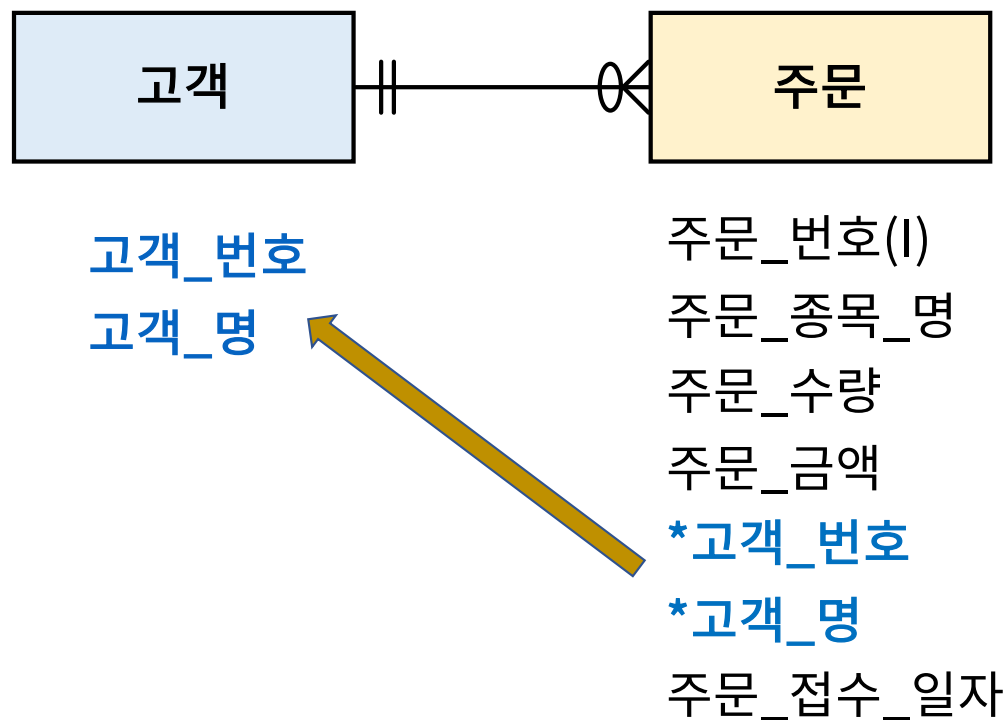 고객
주문
고객_번호
고객_명
주문_번호(I)
주문_종목_명
주문_수량
주문_금액
*고객_번호
*고객_명
주문_접수_일자